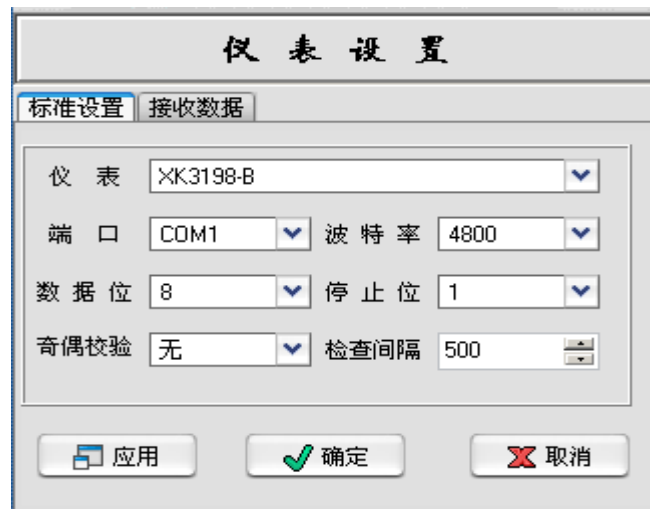 仪表设置
标准设置 接收数据
仪表 XK3198-B
端口 COM1 波特率 4800
数据位 8 停止位 1
奇偶校验 无 检查间隔 500
应用 确定 取消